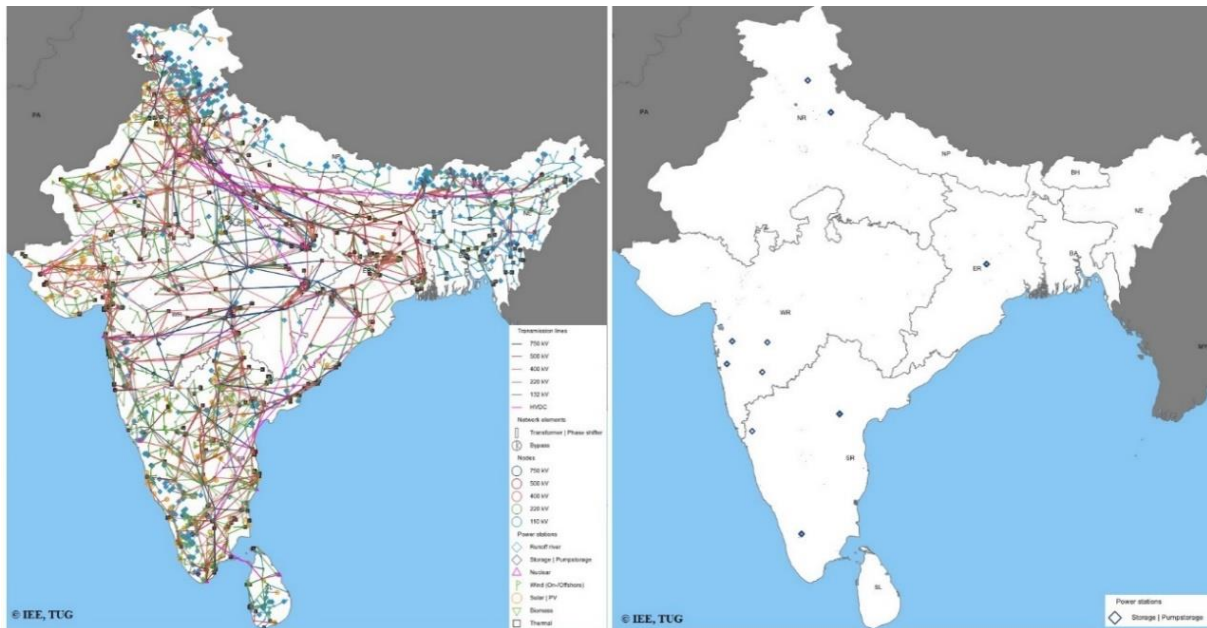 PA
NP
© IEE, TUG
Transmission lines
750 kV
500 kV
400 kV
220 kV
132 kV
HVDC
Network elements
Transformer | Phase shifter
Bypass
Nodes
750 kV
500 kV
400 kV
220 kV
Power stations
Runoff river
Storage | Pumpstorage
Nuclear
Wind (On-/Offshore)
Solar | PV
Biomass
Thermal
PA
NR
NP
BH
NE
BA
ER
WR
SR
SL
MY
© IEE, TUG
Power stations
Storage | Pumpstorage